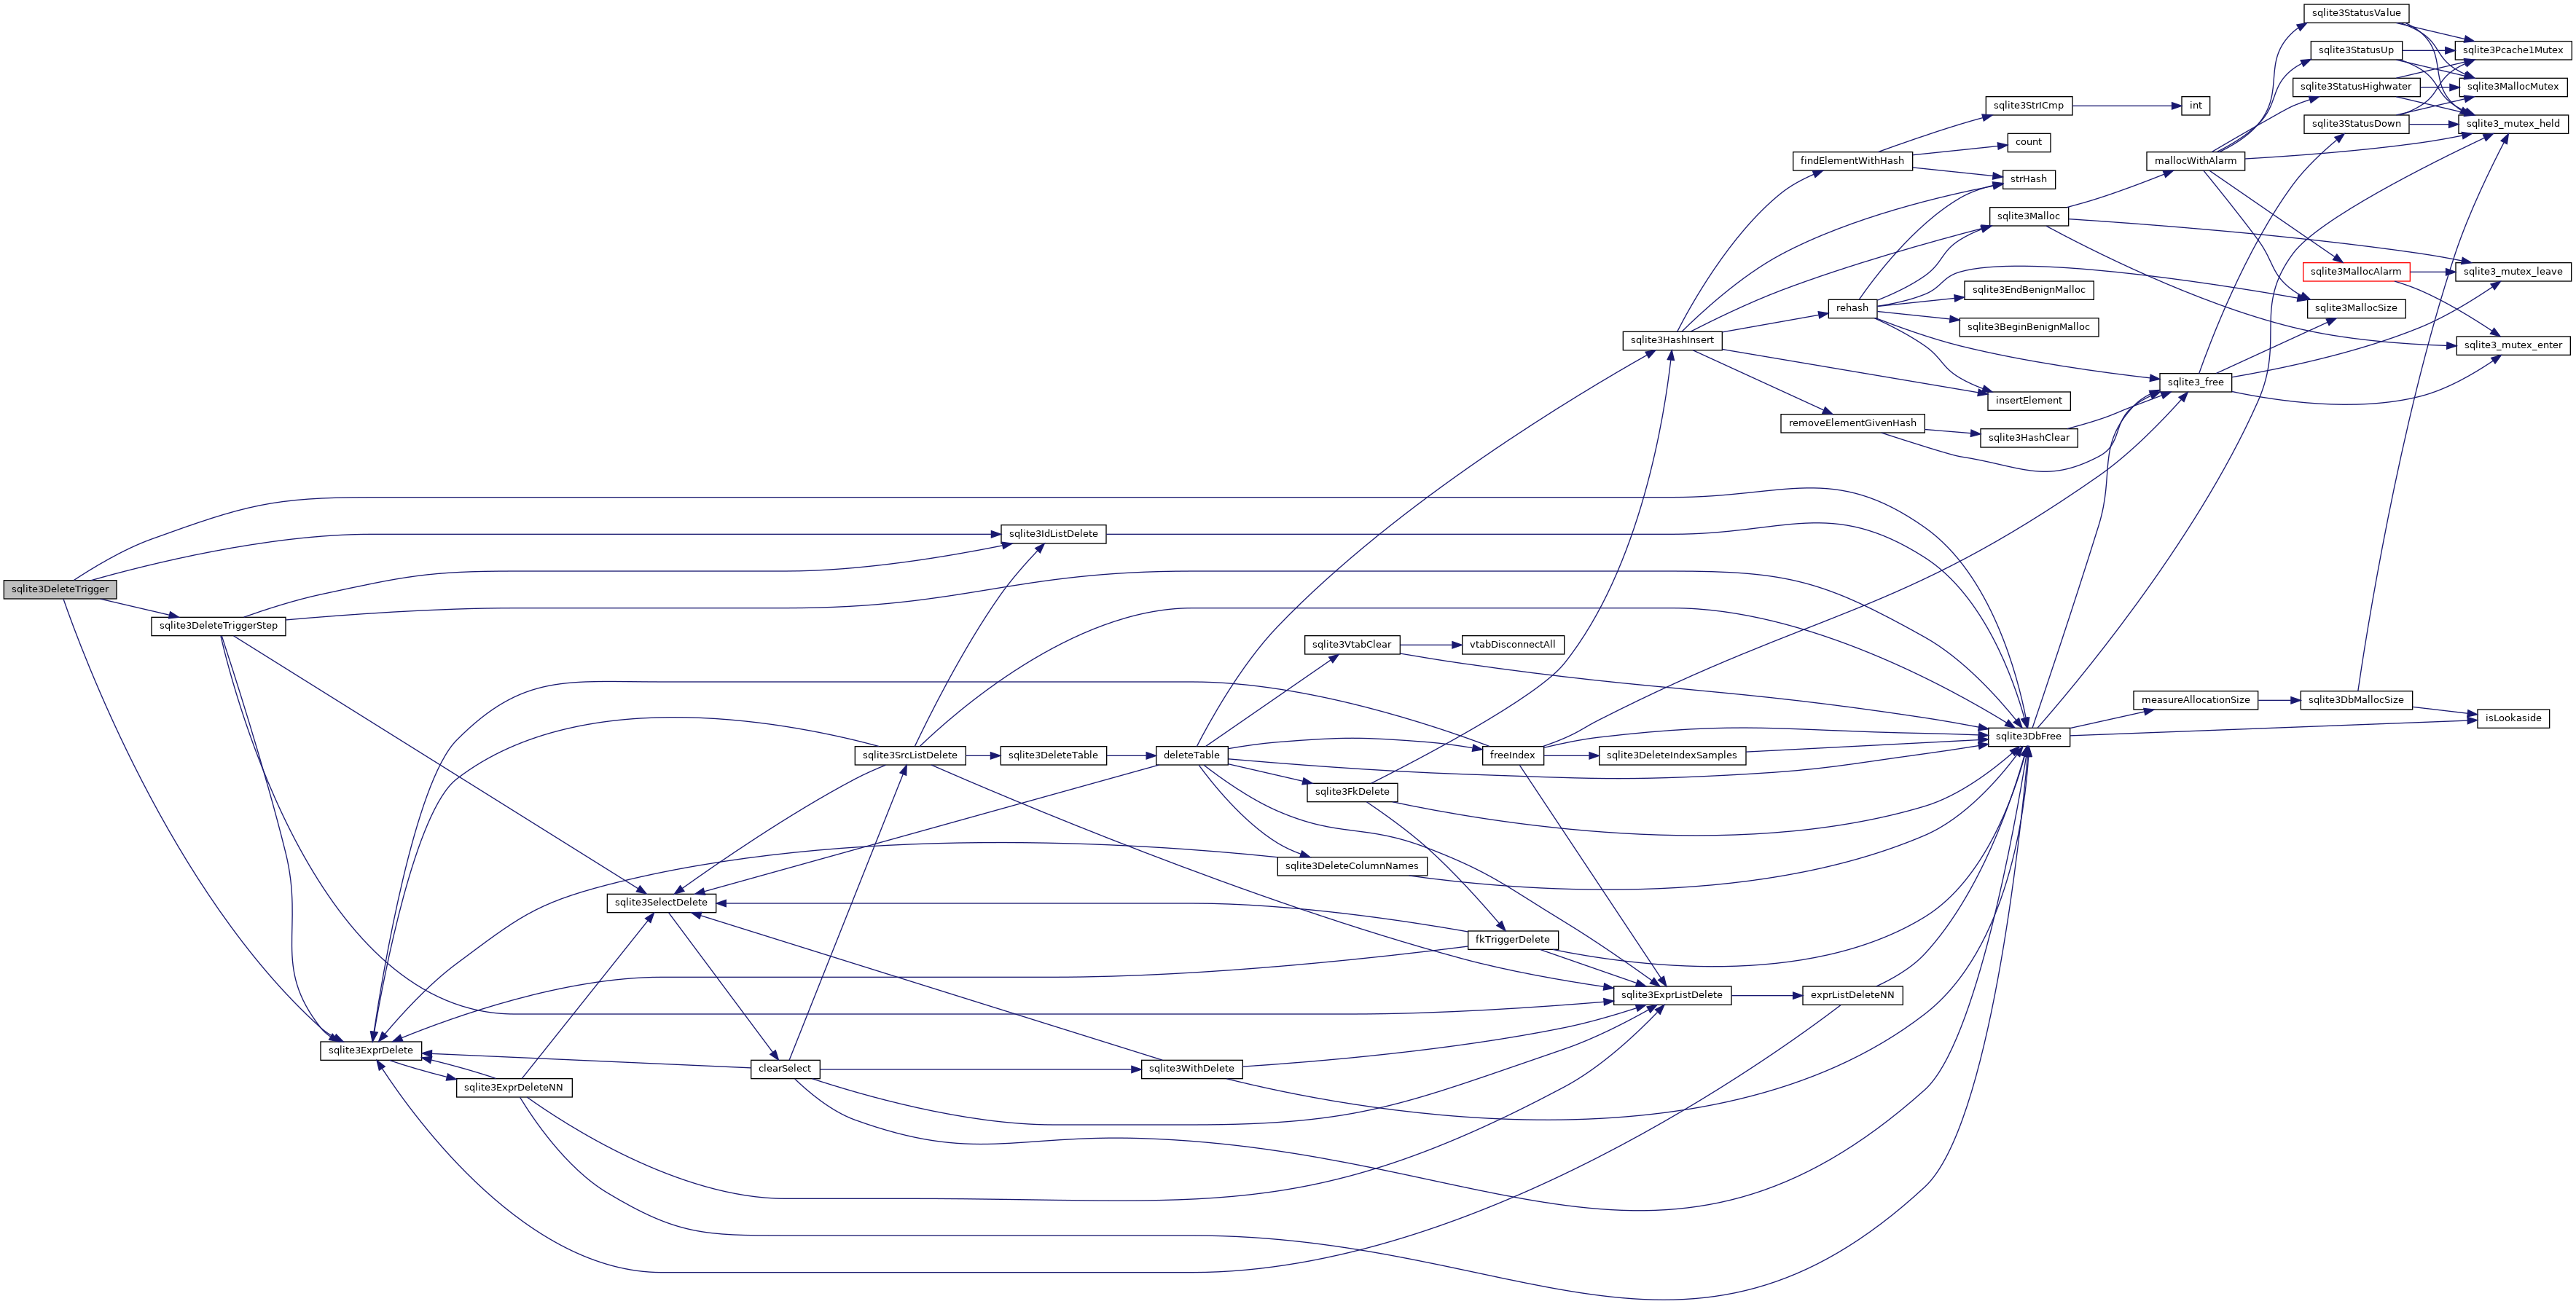 sqlite3StatusValue
sqlite3StatusUp
sqlite3Pcache1Mutex
sqlite3StatusHighwater
sqlite3MallocMutex
sqlite3StrICmp
int
sqlite3StatusDown
sqlite3_mutex_held
count
findElementWithHash
mallocWithAlarm
strHash
sqlite3Malloc
sqlite3MallocAlarm
sqlite3_mutex_leave
sqlite3EndBenignMalloc
rehash
sqlite3MallocSize
sqlite3BeginBenignMalloc
sqlite3HashInsert
sqlite3_mutex_enter
sqlite3_free
insertElement
removeElementGivenHash
sqlite3HashClear
sqlite3IdListDelete
sqlite3DeleteTrigger
sqlite3DeleteTriggerStep
sqlite3VtabClear
vtabDisconnectAll
measureAllocationSize
sqlite3DbMallocSize
isLookaside
sqlite3DbFree
sqlite3SrcListDelete
sqlite3DeleteTable
deleteTable
freeIndex
sqlite3DeleteIndexSamples
sqlite3FkDelete
sqlite3DeleteColumnNames
sqlite3SelectDelete
fkTriggerDelete
sqlite3ExprListDelete
exprListDeleteNN
sqlite3ExprDelete
clearSelect
sqlite3WithDelete
sqlite3ExprDeleteNN